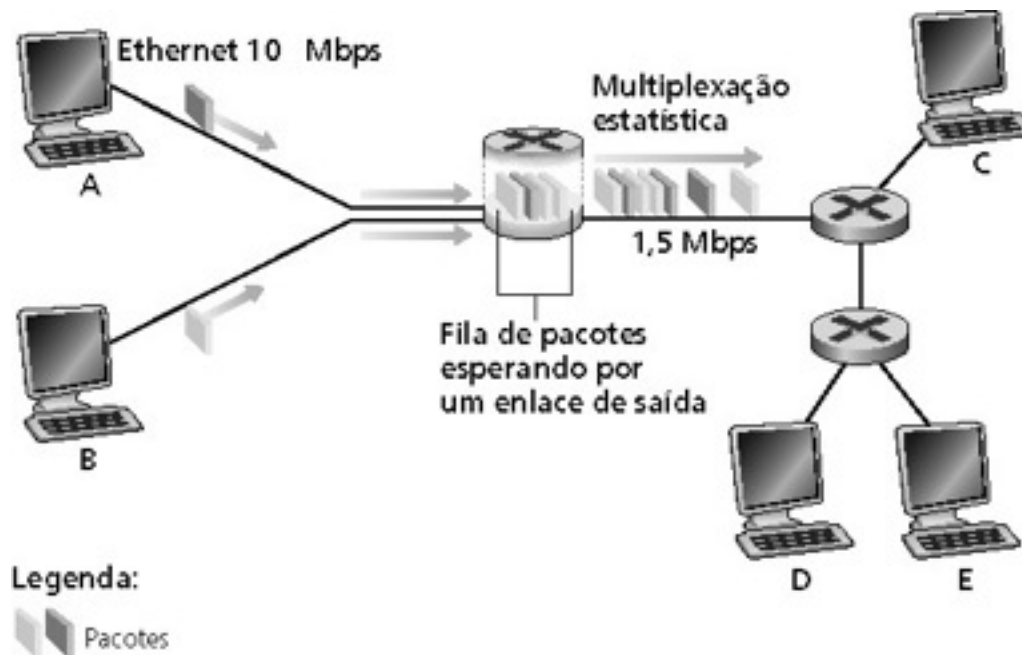 Ethernet 10 Mbps
A
Multiplexação
estatística
C
1,5 Mbps
Fila de pacotes
esperando por
um enlace de saída
B
D
E
Legenda:
Pacotes